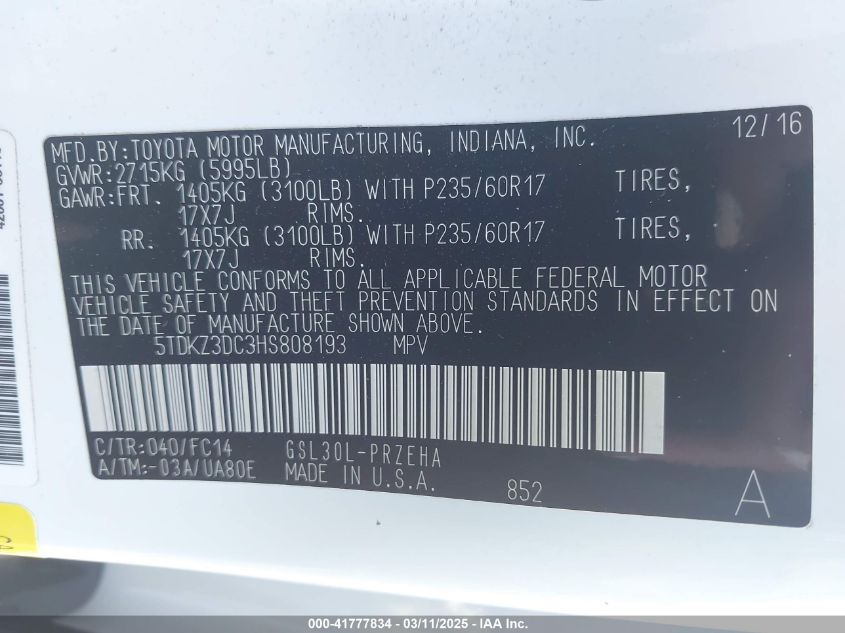 MFD.BY:TOYOTA MOTOR MANUFACTURING, INDIANA, INC. 12/16
GVWR:2715KG (5995LB)
GAWR:FRT. 1405KG (3100LB) WITH P235/60R17 TIRES,
17X7J RIMS.
RR. 1405KG (3100LB) WITH P235/60R17 TIRES,
17X7J RIMS.
THIS VEHICLE CONFORMS TO ALL APPLICABLE FEDERAL MOTOR
VEHICLE SAFETY AND THEFT PREVENTION STANDARDS IN EFFECT ON
THE DATE OF MANUFACTURE SHOWN ABOVE.
5TDKZ3DC3HS808193 MPV
C/TR:040/FC14 GSL30L-PRZEHA
A/TM:-03A/UA80E MADE IN U.S.A. 852 A
CA
000-41777834 - 03/11/2025 - IAAI Inc.